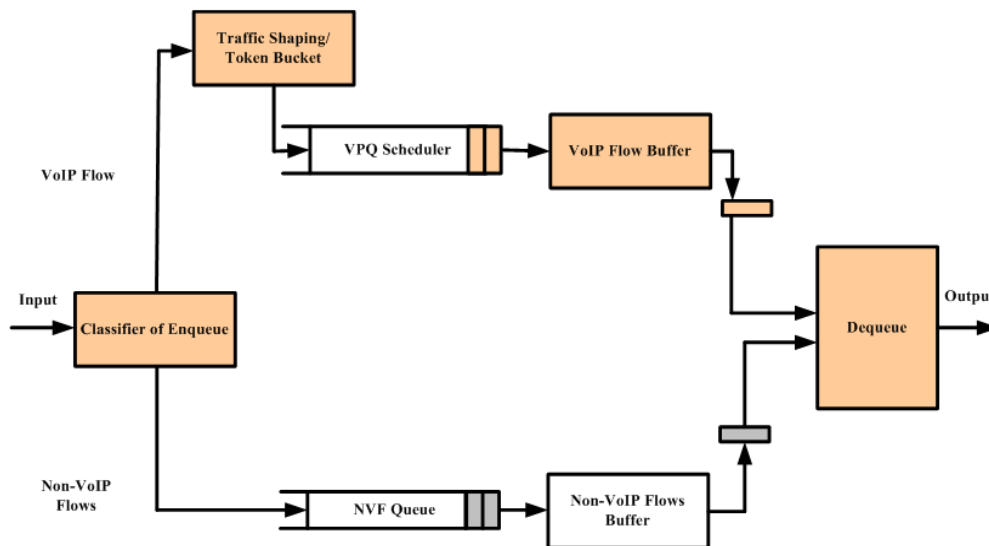 Traffic Shaping/
Token Bucket
VPQ Scheduler
VoIP Flow Buffer
VoIP Flow
Input
Classifier of Enqueue
Dequeue
Output
Non-VoIP
Flows
NVF Queue
Non-VoIP Flows
Buffer